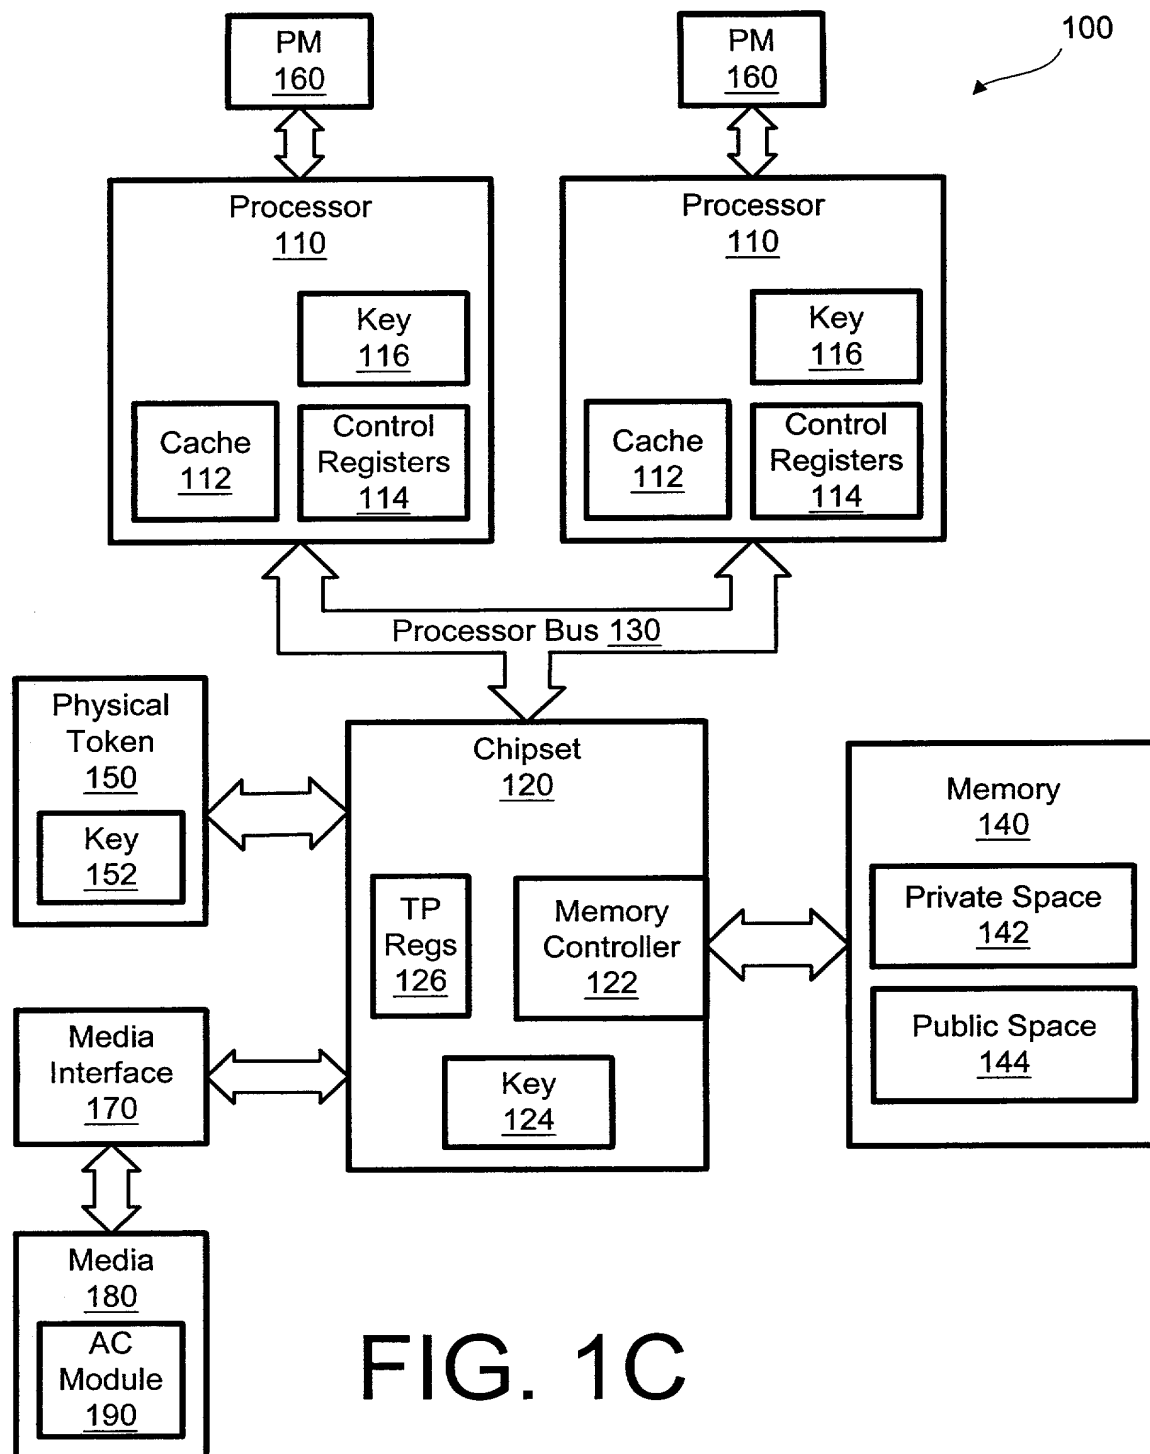 100
PM
160
PM
160
Processor
110
Key
116
Cache
112
Control
Registers
114
Processor
110
Key
116
Cache
112
Control
Registers
114
Processor Bus 130
Physical
Token
150
Key
152
Chipset
120
TP
Regs
126
Memory
Controller
122
Key
124
Memory
140
Private Space
142
Public Space
144
Media
Interface
170
Media
180
AC
Module
190
FIG. 1C